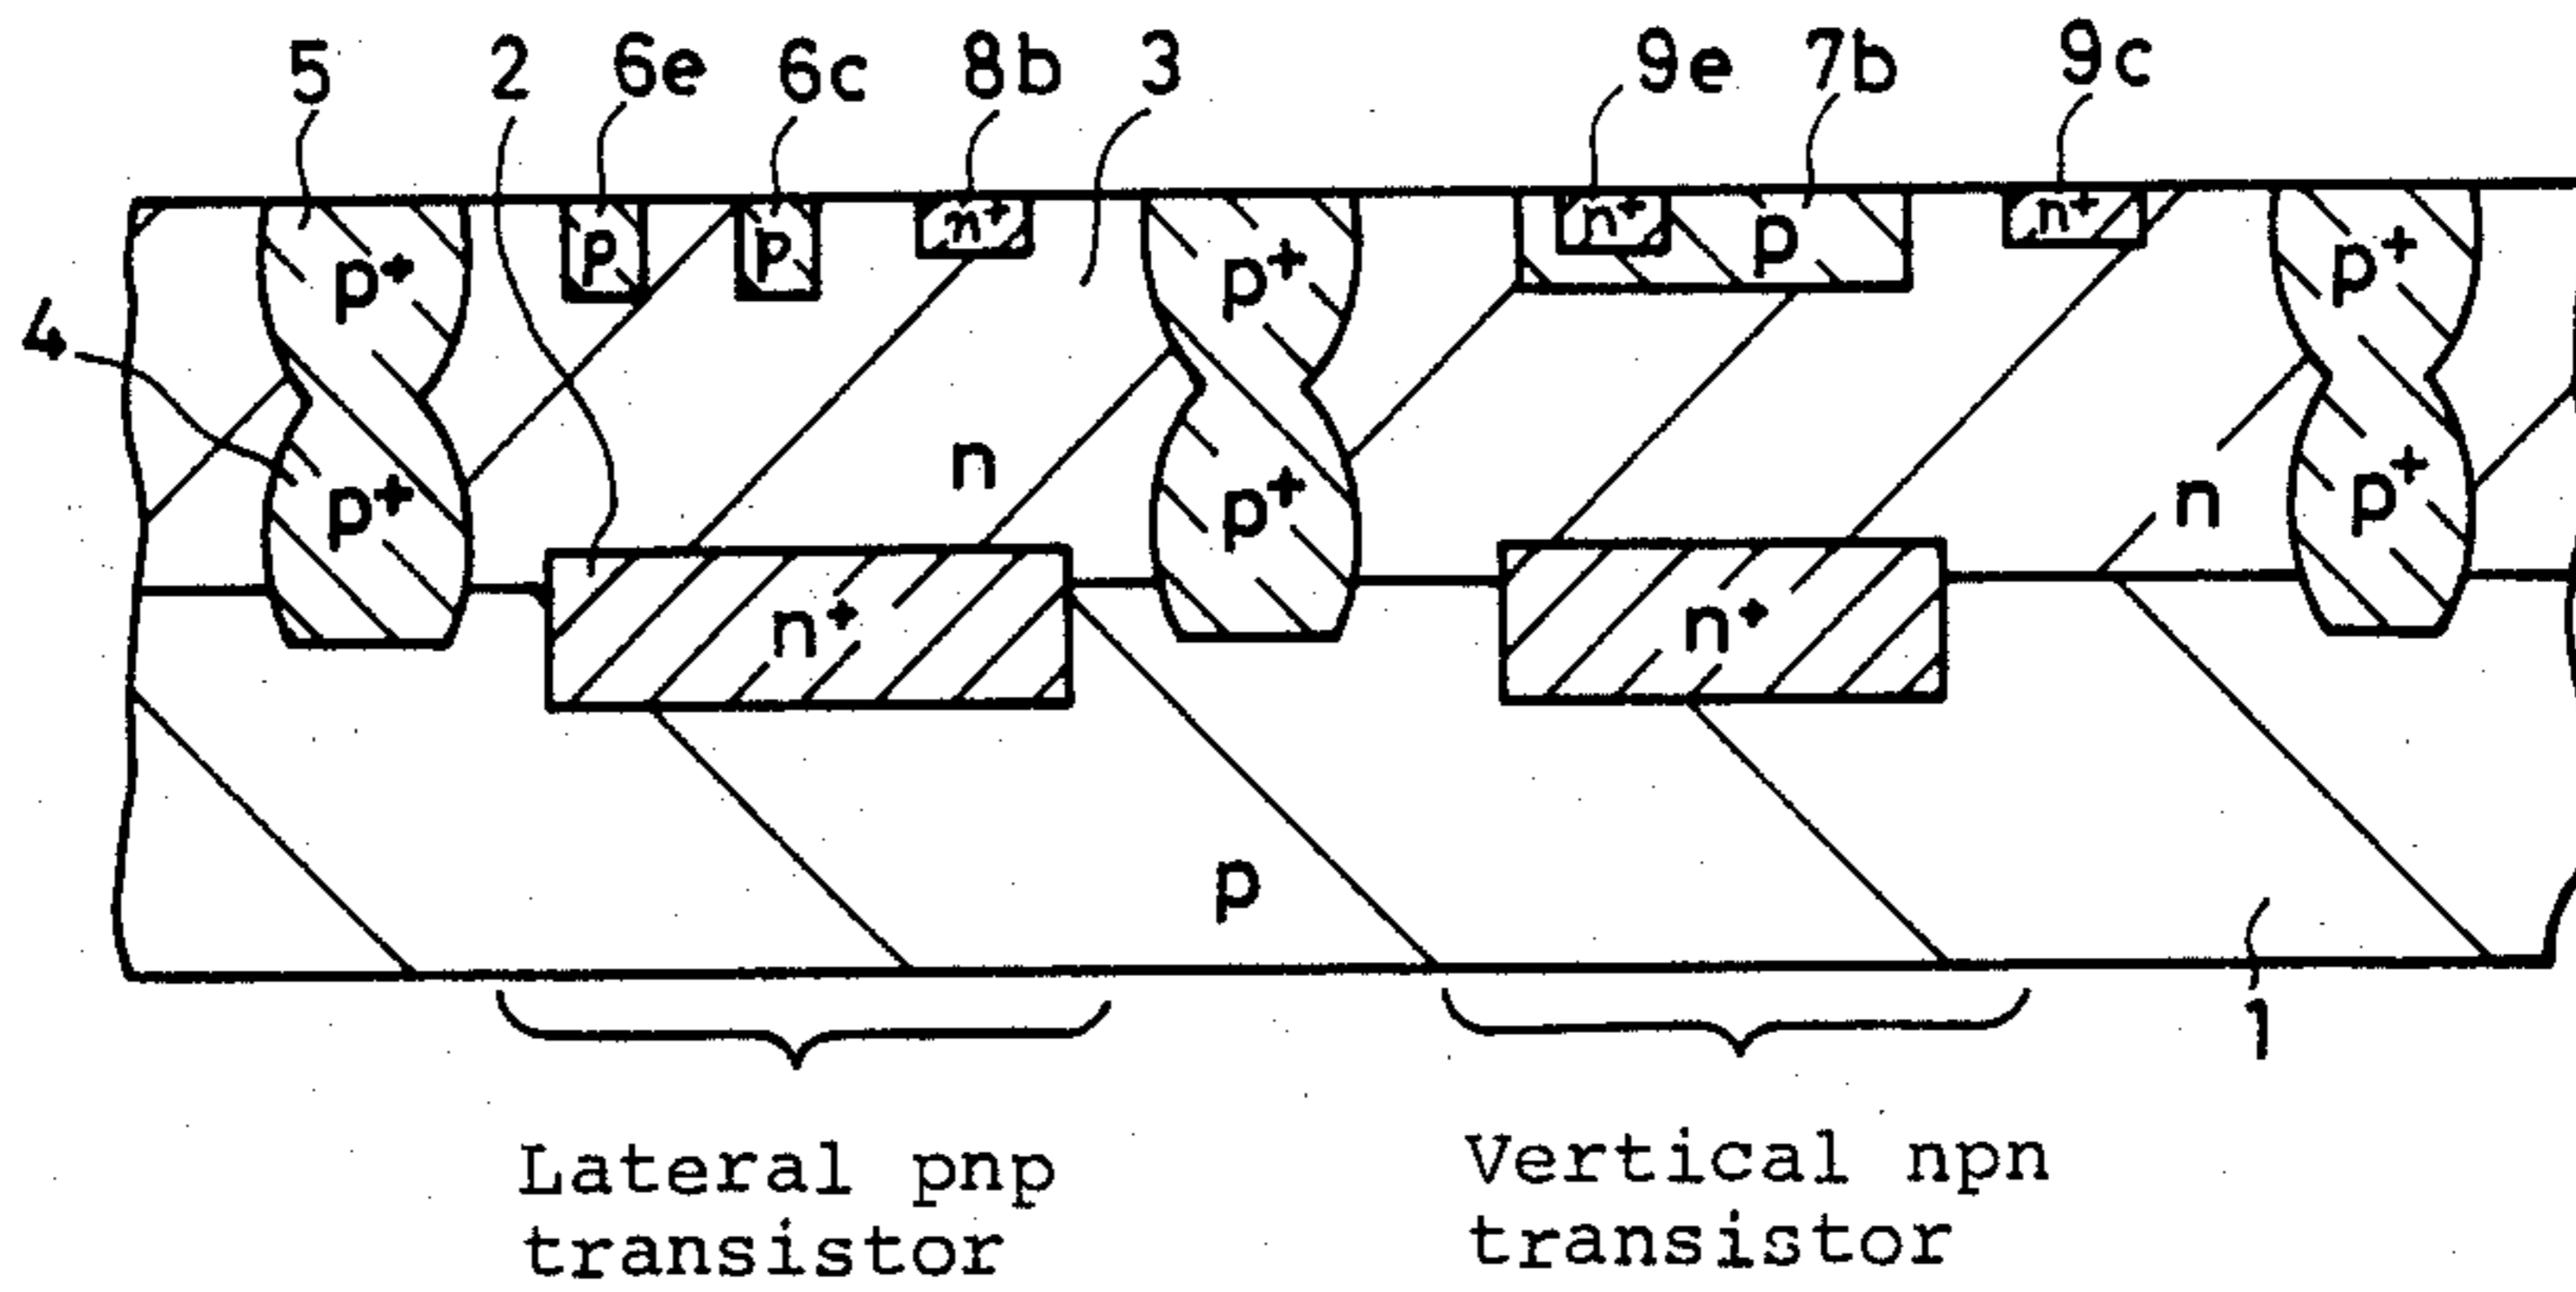 5 2 6e 6c 8b 3 9e 7b 9c
p p n+ n+ p n+
p+ p+ p+
4
n n
p+ p+ p+
n+ n+
p
1
Lateral pnp Vertical npn
transistor transistor